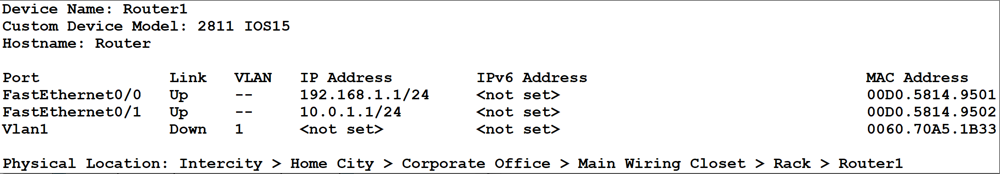 Device Name: Router1
Custom Device Model: 2811 IOS15
Hostname: Router
Port Link VLAN IP Address IPv6 Address MAC Address
FastEthernet0/0 Up -- 192.168.1.1/24 <not set> 00D0.5814.9501
FastEthernet0/1 Up -- 10.0.1.1/24 <not set> 00D0.5814.9502
Vlan1 Down 1 <not set> <not set> 0060.70A5.1B33
Physical Location: Intercity > Home City > Corporate Office > Main Wiring Closet > Rack > Router1